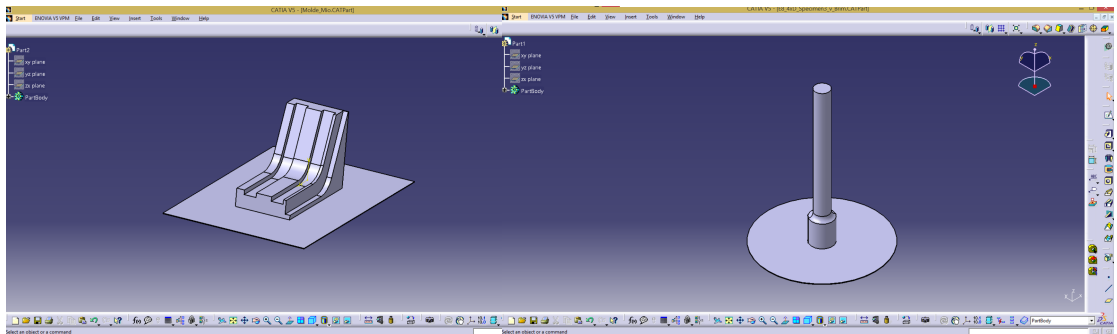 CATIA V5 - [Molde_Mio.CATPart]
Start ENOVIA V5 VPM File Edit View Insert Tools Window Help
Part2
xy plane
yz plane
zx plane
PartBody
Select an object or a command
Start ENOVIA V5 VPM File Edit View Insert Tools Window Help
Part1
xy plane
yz plane
zx plane
PartBody
PartBody
Select an object or a command